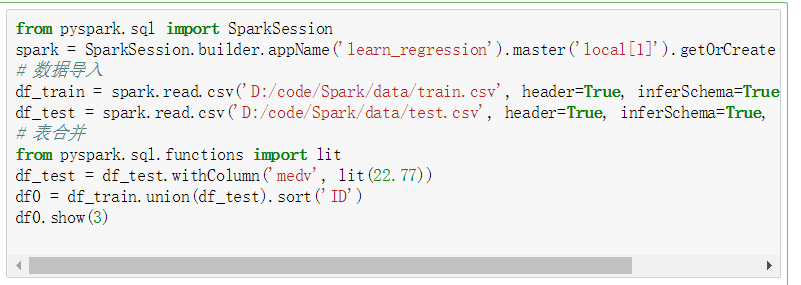 from pyspark.sql import SparkSession
spark = SparkSession.builder.appName('learn_regression').master('local[1]').getOrCreate
# 数据导入
df_train = spark.read.csv('D:/code/Spark/data/train.csv', header=True, inferSchema=True
df_test = spark.read.csv('D:/code/Spark/data/test.csv', header=True, inferSchema=True,
# 表合并
from pyspark.sql.functions import lit
df_test = df_test.withColumn('medv', lit(22.77))
df0 = df_train.union(df_test).sort('ID')
df0.show(3)